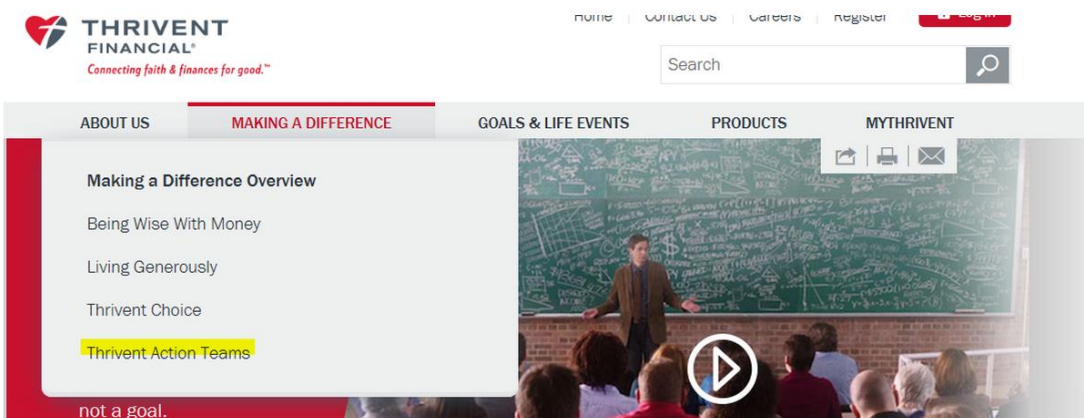 Home
Contact Us
Careers
Register
Log In
THRIVENT
FINANCIAL®
Connecting faith & finances for good.™
Search
ABOUT US
MAKING A DIFFERENCE
GOALS & LIFE EVENTS
PRODUCTS
MYTHRIVENT
Making a Difference Overview
Being Wise With Money
Living Generously
Thrivent Choice
Thrivent Action Teams
not a goal.